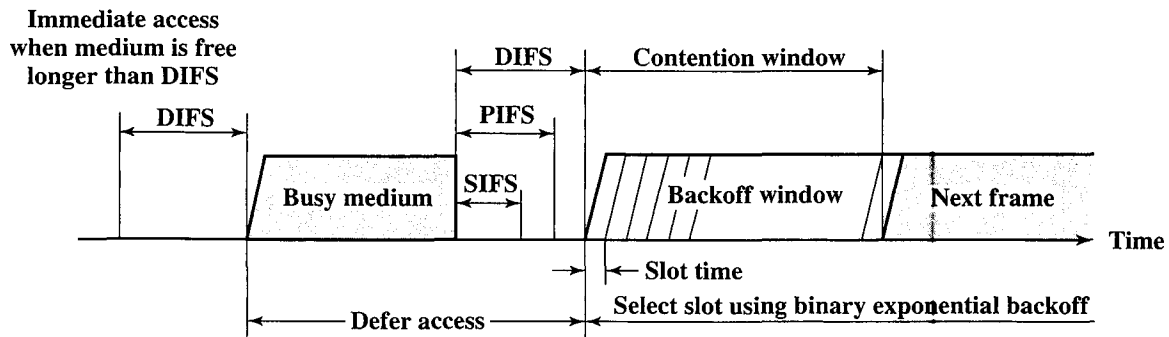 Immediate access
when medium is free
longer than DIFS
DIFS
DIFS
Contention window
PIFS
SIFS
Busy medium
Backoff window
Next frame
Time
Slot time
Defer access
Select slot using binary exponential backoff